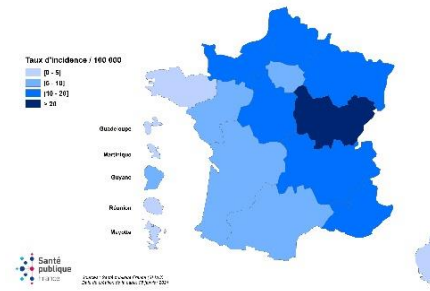 Taux d'incidence / 100 000
[0 - 5]
[5 - 10]
[10 - 20]
> 20
Guadeloupe
Martinique
Guyane
Réunion
Mayotte
Santé
publique
France